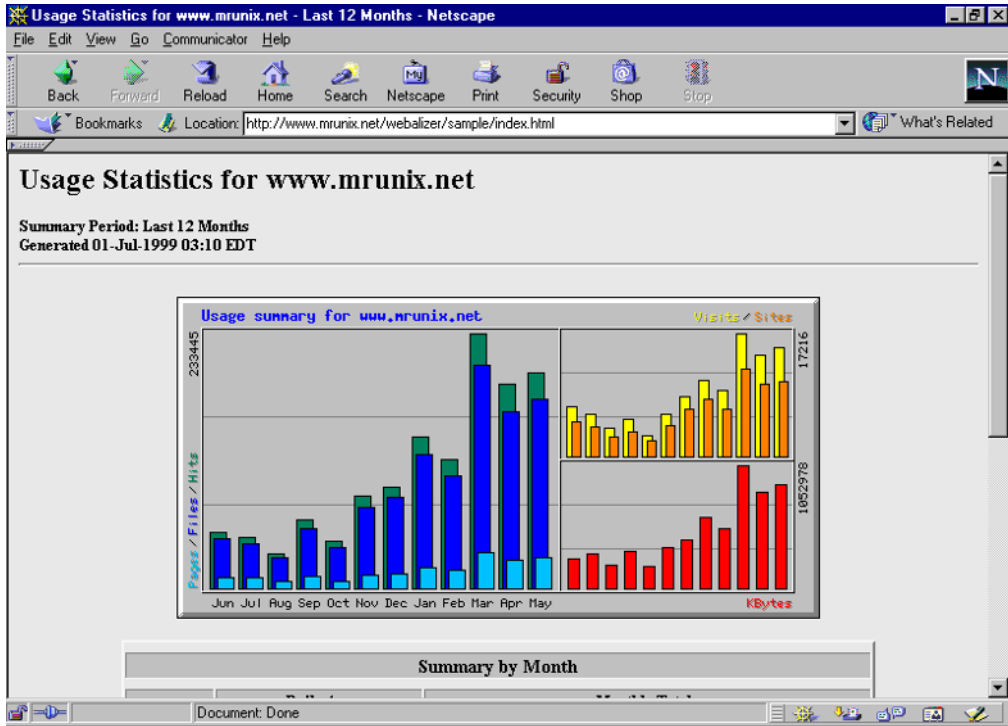 Usage Statistics for www.mrunix.net - Last 12 Months - Netscape
File Edit View Go Communicator Help
Back Forward Reload Home Search Netscape Print Security Shop Stop
Bookmarks Location: http://www.mrunix.net/webalizer/sample/index.html What's Related
Usage Statistics for www.mrunix.net
Summary Period: Last 12 Months
Generated 01-Jul-1999 03:10 EDT
Usage summary for www.mrunix.net
Visits / Sites
233445
17216
Pages / Files / Hits
1052978
Jun Jul Aug Sep Oct Nov Dec Jan Feb Mar Apr May
KBytes
Summary by Month
Document: Done